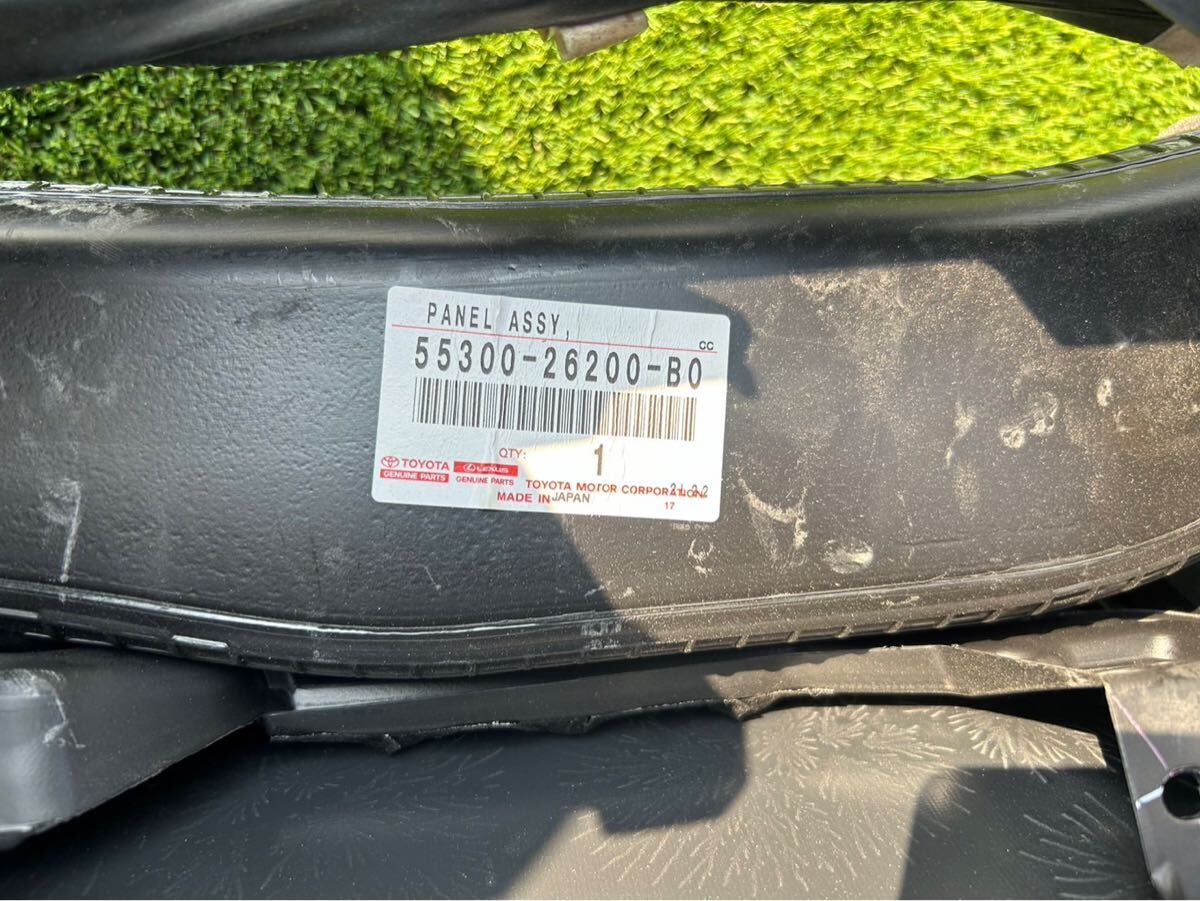 PANEL ASSY,
CC
55300-26200-B0
QTY: 1
TOYOTA LEXUS
GENUINE PARTS GENUINE PARTS
TOYOTA MOTOR CORPORATION
MADE IN JAPAN
17